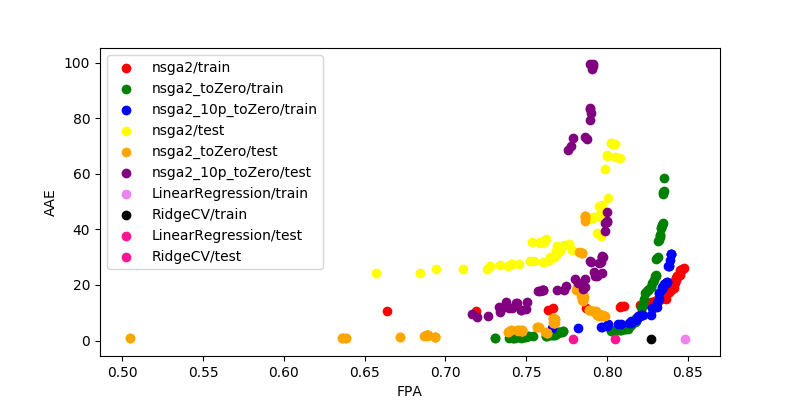 100
80
60
40
20
0
AAE
nsga2/train
nsga2_toZero/train
nsga2_10p_toZero/train
nsga2/test
nsga2_toZero/test
nsga2_10p_toZero/test
LinearRegression/train
RidgeCV/train
LinearRegression/test
RidgeCV/test
0.50 0.55 0.60 0.65 0.70 0.75 0.80 0.85
FPA